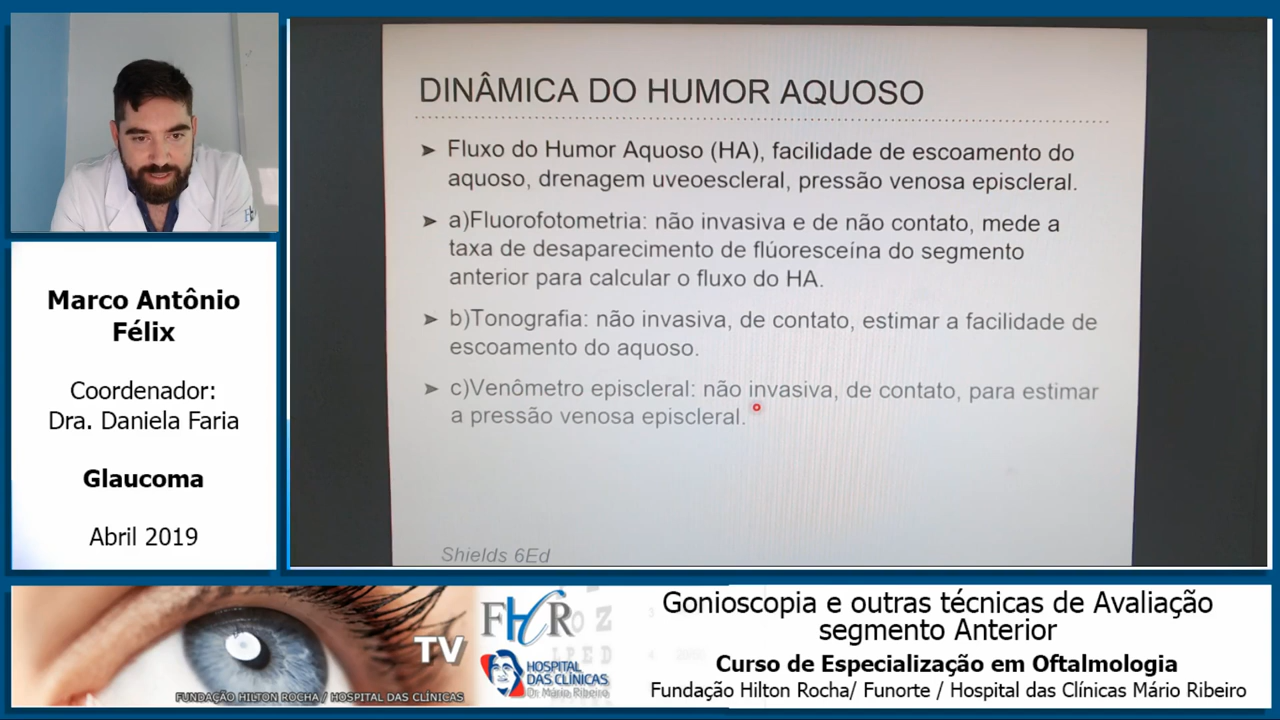 DINÂMICA DO HUMOR AQUOSO
➤ Fluxo do Humor Aquoso (HA), facilidade de escoamento do
aquoso, drenagem uveoescleral, pressão venosa episcleral.
➤ a)Fluorofotometria: não invasiva e de não contato, mede a
taxa de desaparecimento de flúoresceína do segmento
anterior para calcular o fluxo do HA.
➤ b)Tonografia: não invasiva, de contato, estimar a facilidade de
escoamento do aquoso.
➤ c)Venômetro episcleral: não invasiva, de contato, para estimar
a pressão venosa episcleral.
Shields 6Ed
Marco Antônio
Félix
Coordenador:
Dra. Daniela Faria
Glaucoma
Abril 2019
TV
FUNDAÇÃO HILTON ROCHA / HOSPITAL DAS CLÍNICAS
FHR
HOSPITAL
DAS CLÍNICAS
Dr Mário Ribeiro
Gonioscopia e outras técnicas de Avaliação
segmento Anterior
Curso de Especialização em Oftalmologia
Fundação Hilton Rocha/ Funorte / Hospital das Clínicas Mário Ribeiro